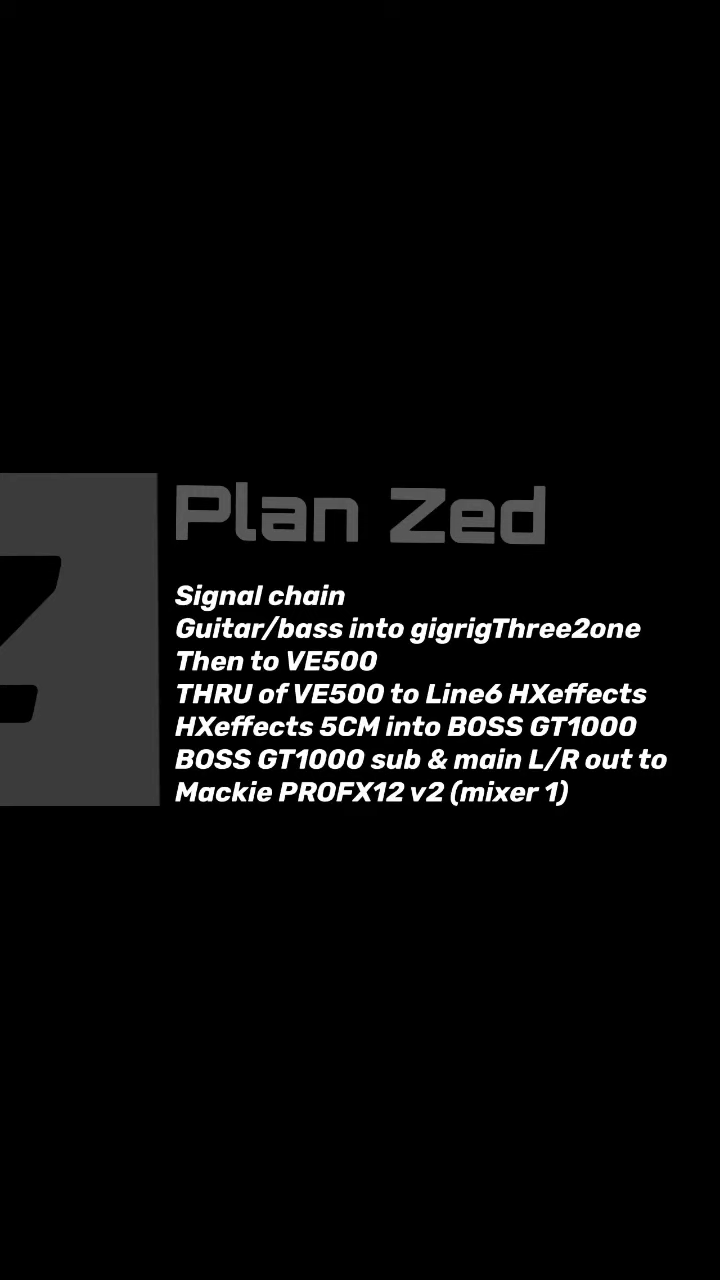 Plan Zed
Signal chain
Guitar/bass into gigrigThree2one
Then to VE500
THRU of VE500 to Line6 HXeffects
HXeffects 5CM into BOSS GT1000
BOSS GT1000 sub & main L/R out to
Mackie PROFX12 v2 (mixer 1)